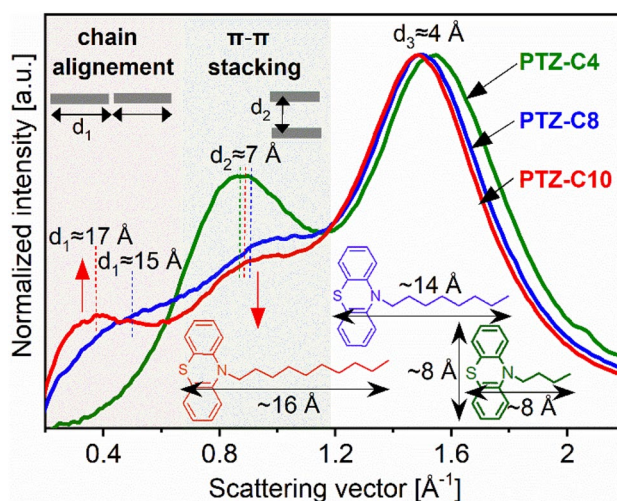 chain
alignement
π-π
stacking
d₃≈4 Å
PTZ-C4
PTZ-C8
PTZ-C10
d₁
d₂
d₂≈7 Å
d₁≈17 Å
d₁≈15 Å
S
N
~14 Å
S
N
~16 Å
~8 Å
S
N
~8 Å
Normalized intensity [a.u.]
0.4
0.8
1.2
1.6
2
Scattering vector [Å⁻¹]